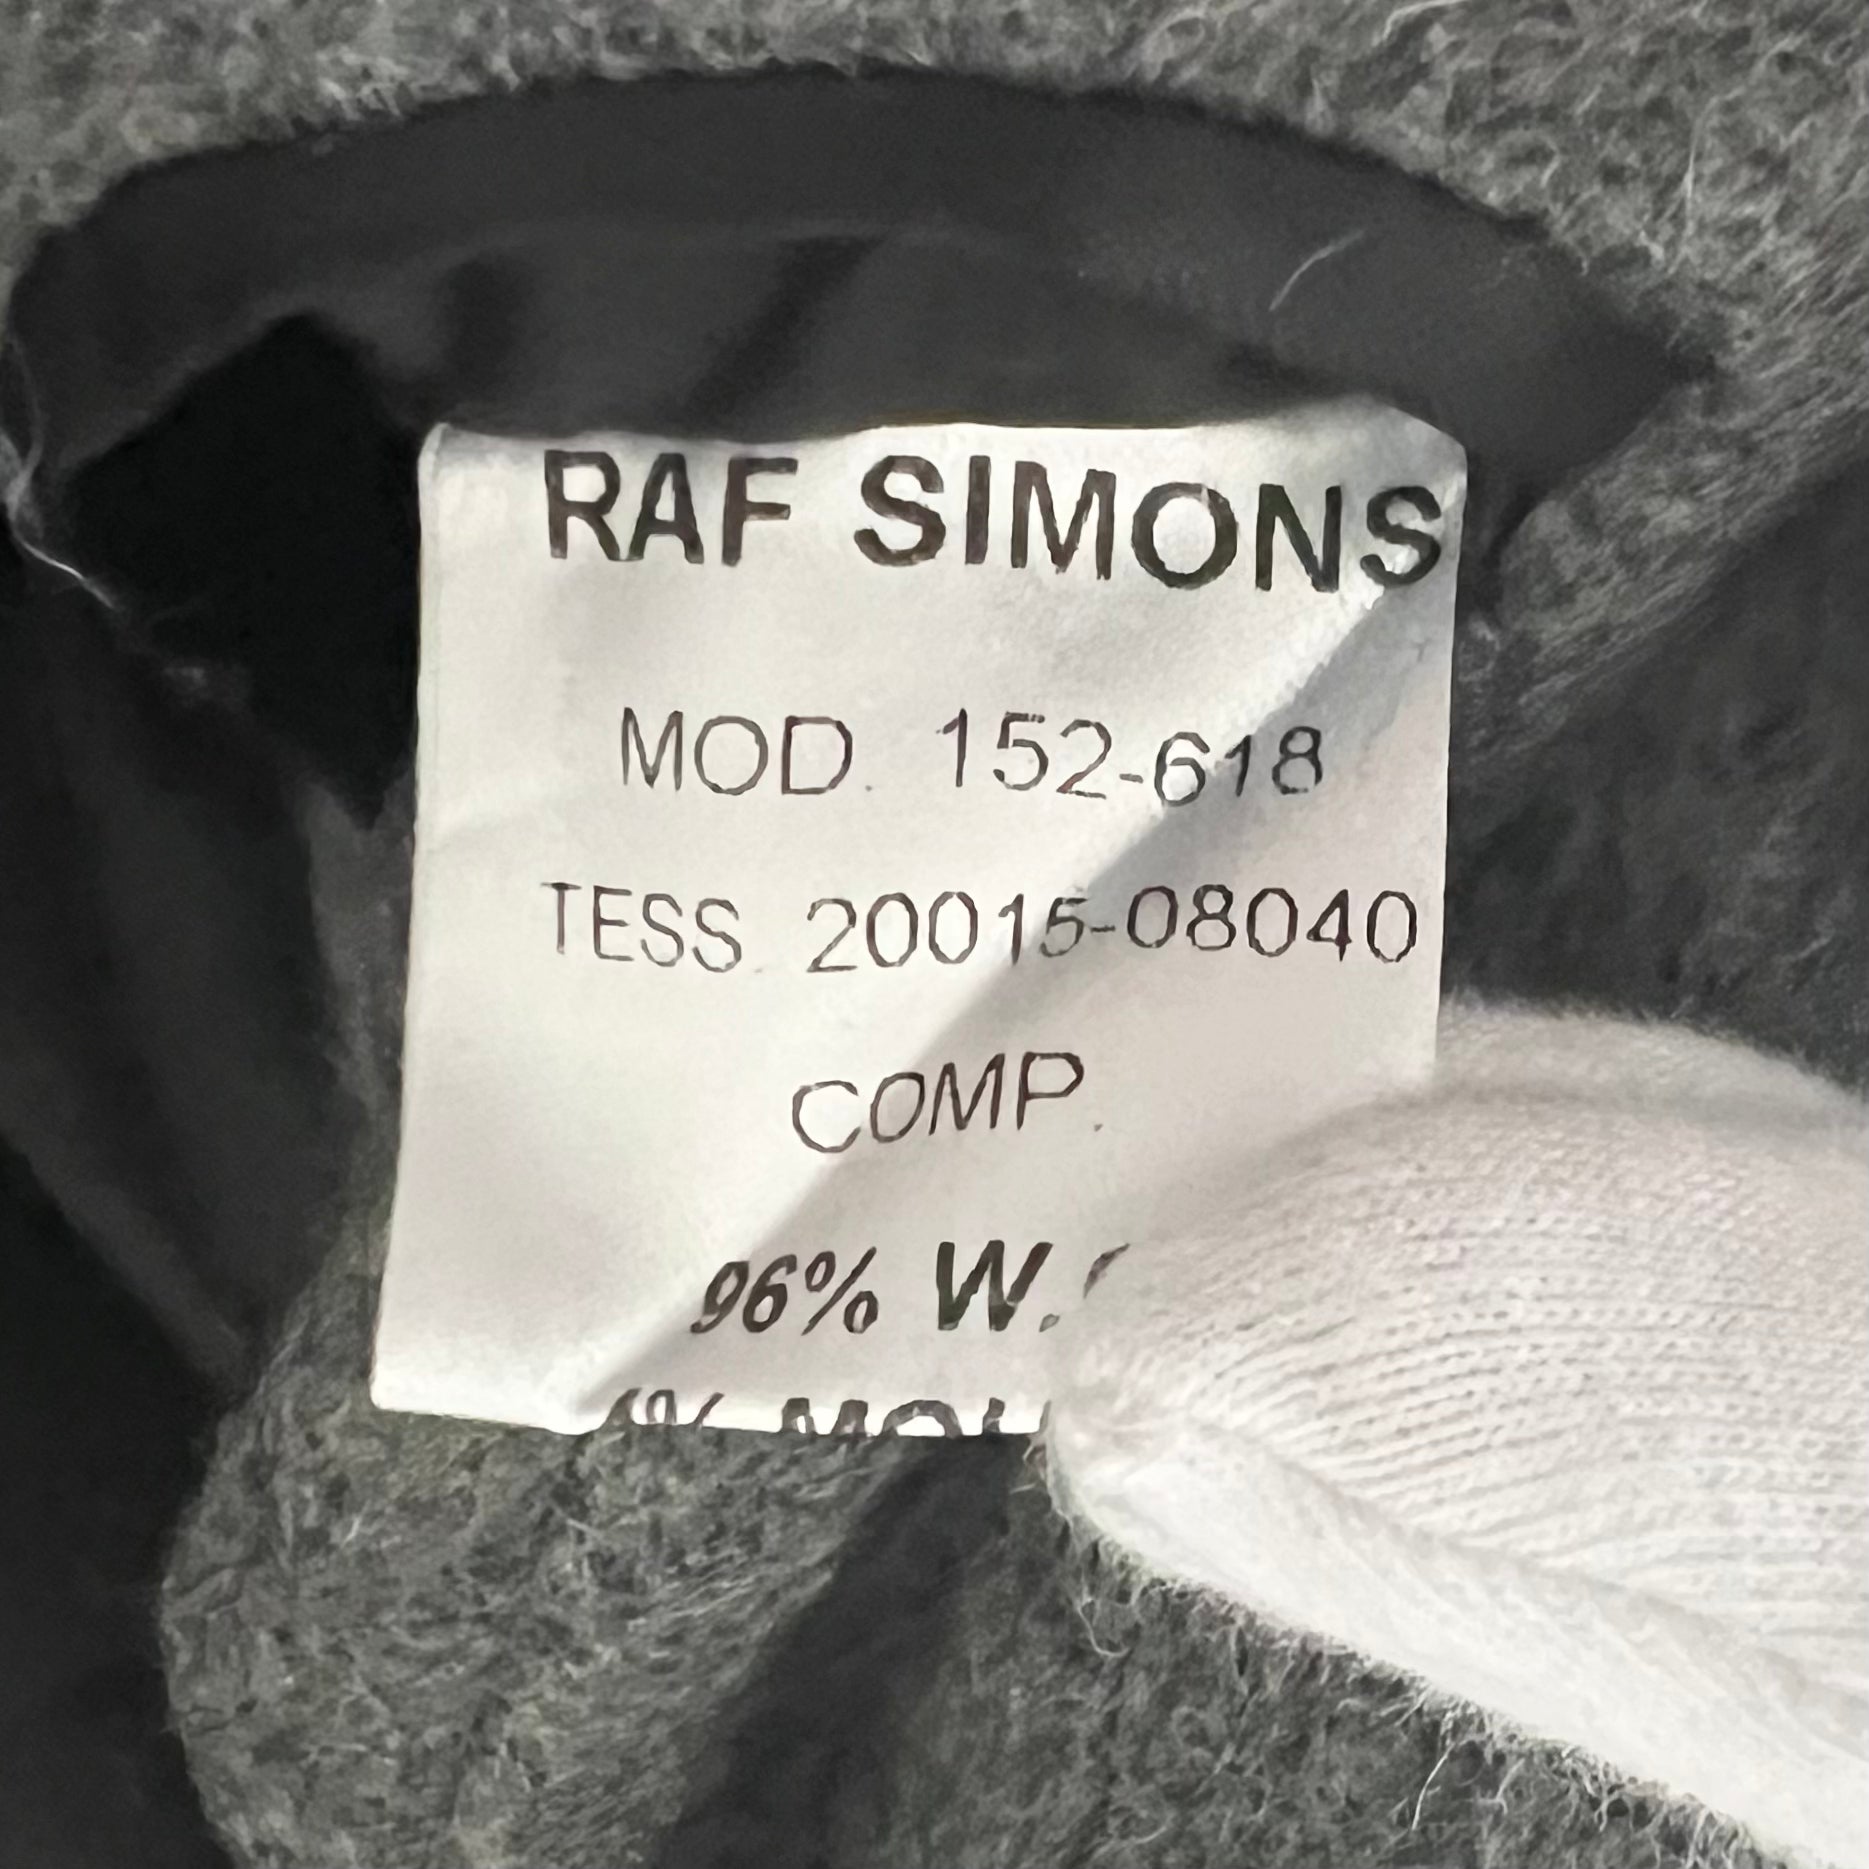 RAF SIMONS
MOD. 152-618
TESS. 20015-08040
COMP.
96% W.